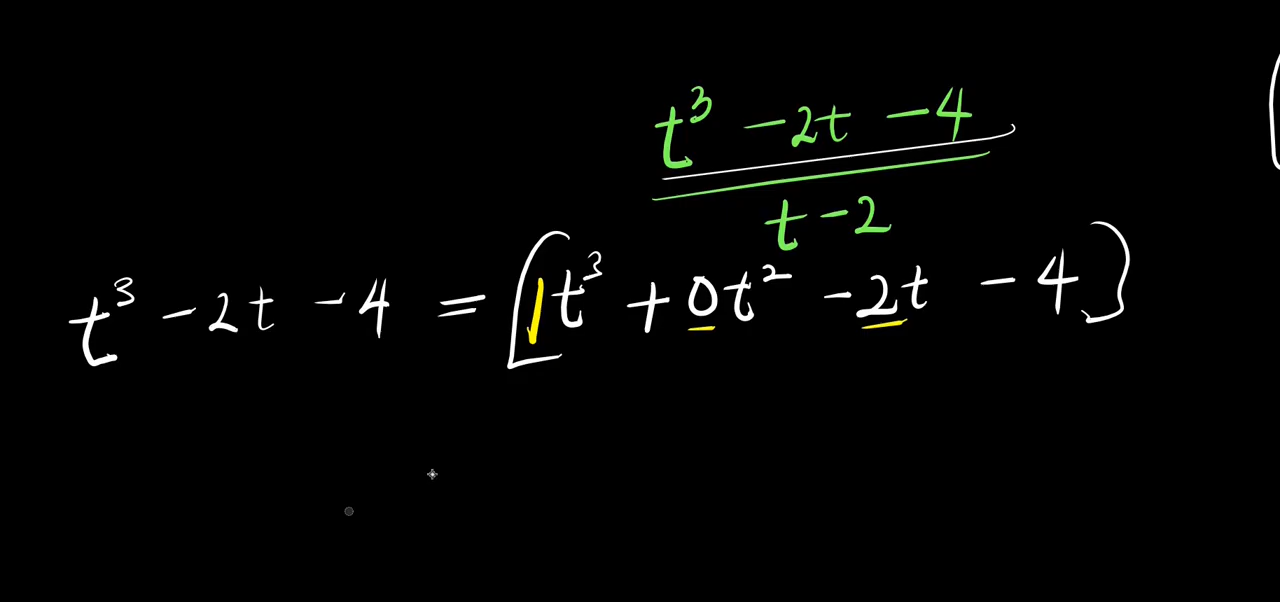 t³ - 2t - 4
t - 2
t³ - 2t - 4 = [1t³ + 0t² - 2t - 4]